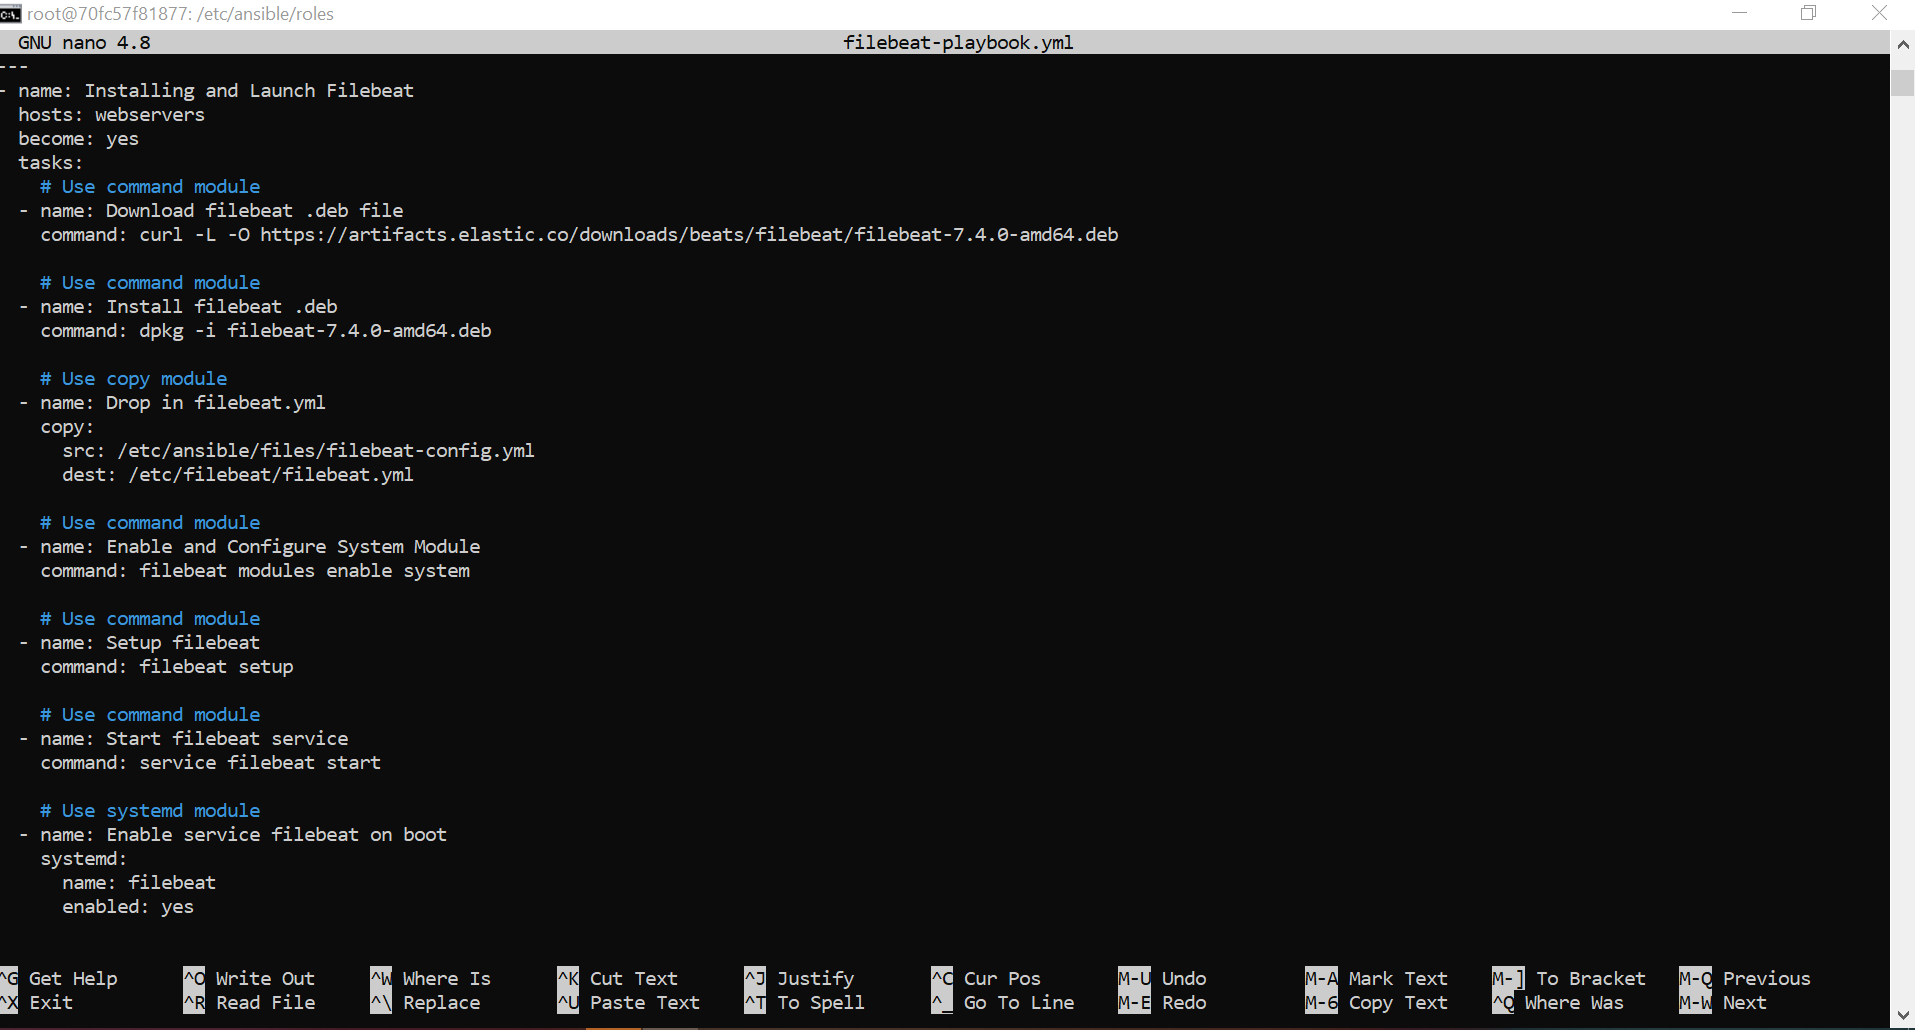 root@70fc57f81877: /etc/ansible/roles
GNU nano 4.8 filebeat-playbook.yml
---
- name: Installing and Launch Filebeat
  hosts: webservers
  become: yes
  tasks:
    # Use command module
  - name: Download filebeat .deb file
    command: curl -L -O https://artifacts.elastic.co/downloads/beats/filebeat/filebeat-7.4.0-amd64.deb

    # Use command module
  - name: Install filebeat .deb
    command: dpkg -i filebeat-7.4.0-amd64.deb

    # Use copy module
  - name: Drop in filebeat.yml
    copy:
      src: /etc/ansible/files/filebeat-config.yml
      dest: /etc/filebeat/filebeat.yml

    # Use command module
  - name: Enable and Configure System Module
    command: filebeat modules enable system

    # Use command module
  - name: Setup filebeat
    command: filebeat setup

    # Use command module
  - name: Start filebeat service
    command: service filebeat start

    # Use systemd module
  - name: Enable service filebeat on boot
    systemd:
      name: filebeat
      enabled: yes

^G Get Help ^O Write Out ^W Where Is ^K Cut Text ^J Justify ^C Cur Pos M-U Undo M-A Mark Text M-] To Bracket M-Q Previous
^X Exit ^R Read File ^\ Replace ^U Paste Text ^T To Spell ^_ Go To Line M-E Redo M-6 Copy Text ^Q Where Was M-W Next